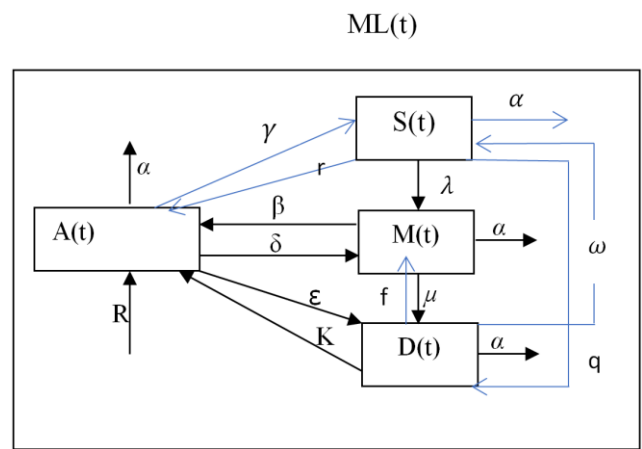 ML(t)
S(t)
α
γ
α
r
λ
A(t)
β
M(t)
α
δ
ω
ε
f
μ
R
K
D(t)
α
q